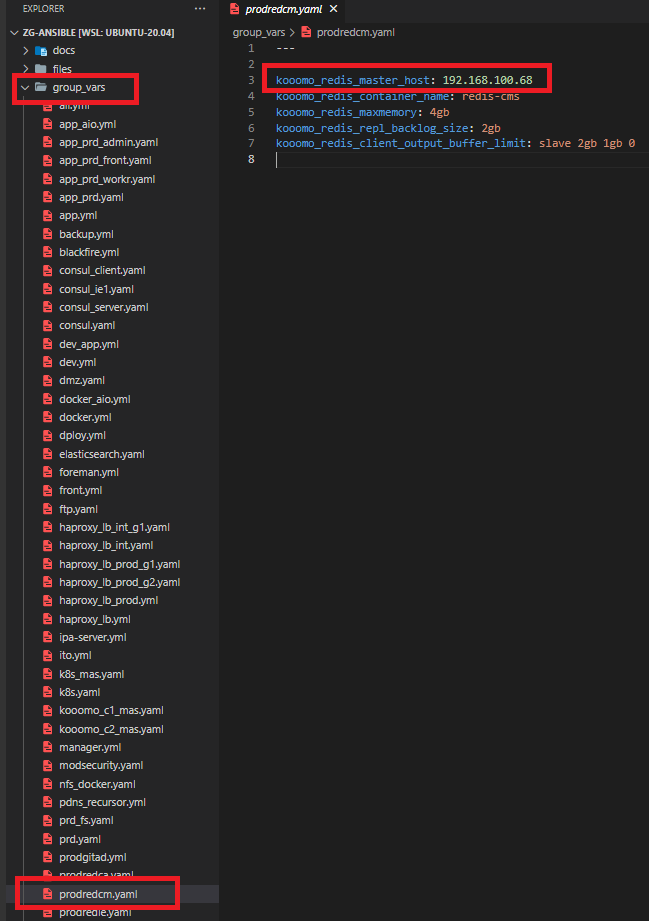 EXPLORER
···
ZG-ANSIBLE [WSL: UBUNTU-20.04]
docs
files
group_vars
all.yml
app_aio.yml
app_prd_admin.yaml
app_prd_front.yaml
app_prd_workr.yaml
app_prd.yaml
app.yml
backup.yml
blackfire.yml
consul_client.yaml
consul_ie1.yaml
consul_server.yaml
consul.yaml
dev_app.yml
dev.yml
dmz.yaml
docker_aio.yml
docker.yml
dploy.yml
elasticsearch.yaml
foreman.yml
front.yml
ftp.yaml
haproxy_lb_int_g1.yaml
haproxy_lb_int.yaml
haproxy_lb_prod_g1.yaml
haproxy_lb_prod_g2.yaml
haproxy_lb_prod.yml
haproxy_lb.yml
ipa-server.yml
ito.yml
k8s_mas.yaml
k8s.yaml
kooomo_c1_mas.yaml
kooomo_c2_mas.yaml
manager.yml
modsecurity.yaml
nfs_docker.yaml
pdns_recursor.yml
prd_fs.yaml
prd.yaml
prodgitad.yml
prodredca.yaml
prodredcm.yaml
prodredie.yaml
prodredcm.yaml
group_vars > prodredcm.yaml
1 ---
2
3 kooomo_redis_master_host: 192.168.100.68
4 kooomo_redis_container_name: redis-cms
5 kooomo_redis_maxmemory: 4gb
6 kooomo_redis_repl_backlog_size: 2gb
7 kooomo_redis_client_output_buffer_limit: slave 2gb 1gb 0
8